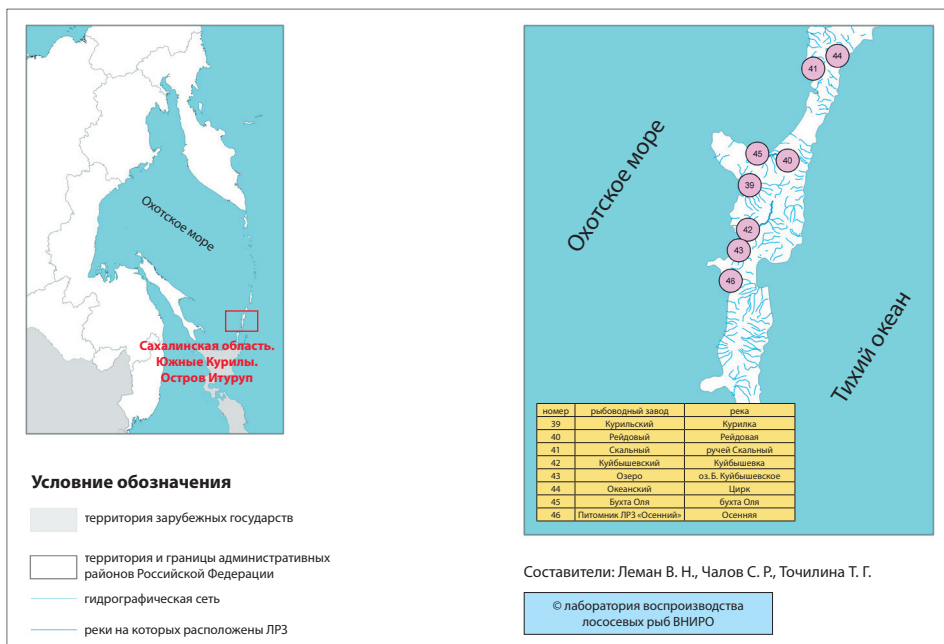 Охотское море
Сахалинская область.
Южные Курилы.
Остров Итуруп
Условние обозначения
территория зарубежных государств
территория и границы административных
районов Российской Федерации
гидрографическая сеть
реки на которых расположены ЛРЗ
Охотское море
Тихий океан
41
44
45
40
39
42
43
46
номер рыбоводный завод река
39 Курильский Курилка
40 Рейдовый Рейдовая
41 Скальный ручей Скальный
42 Куйбышевский Куйбышевка
43 Озеро оз.Б. Куйбышевское
44 Океанский Цирк
45 Бухта Оля бухта Оля
46 Питомник ЛРЗ «Осенний» Осенняя
Составители: Леман В. Н., Чалов С. Р., Точилина Т. Г.
© лаборатория воспроизводства
лососевых рыб ВНИРО